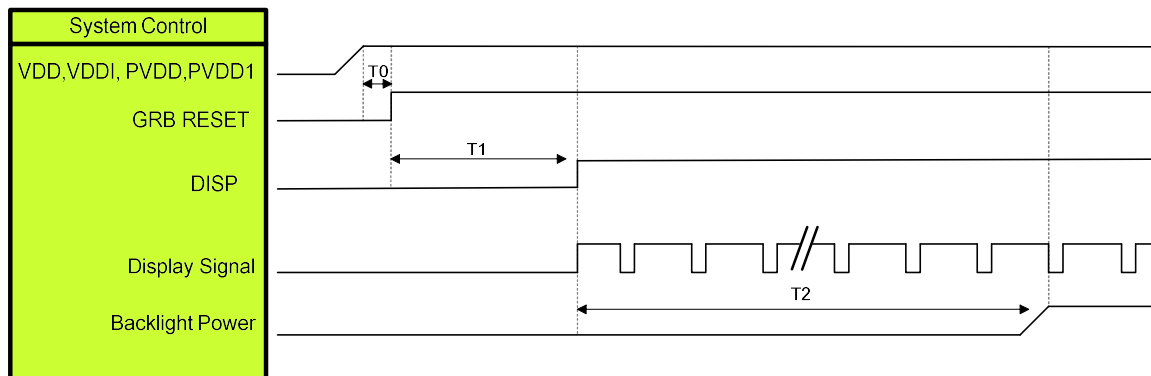 System Control
VDD,VDDI, PVDD,PVDD1
T0
GRB RESET
T1
DISP
Display Signal
T2
Backlight Power